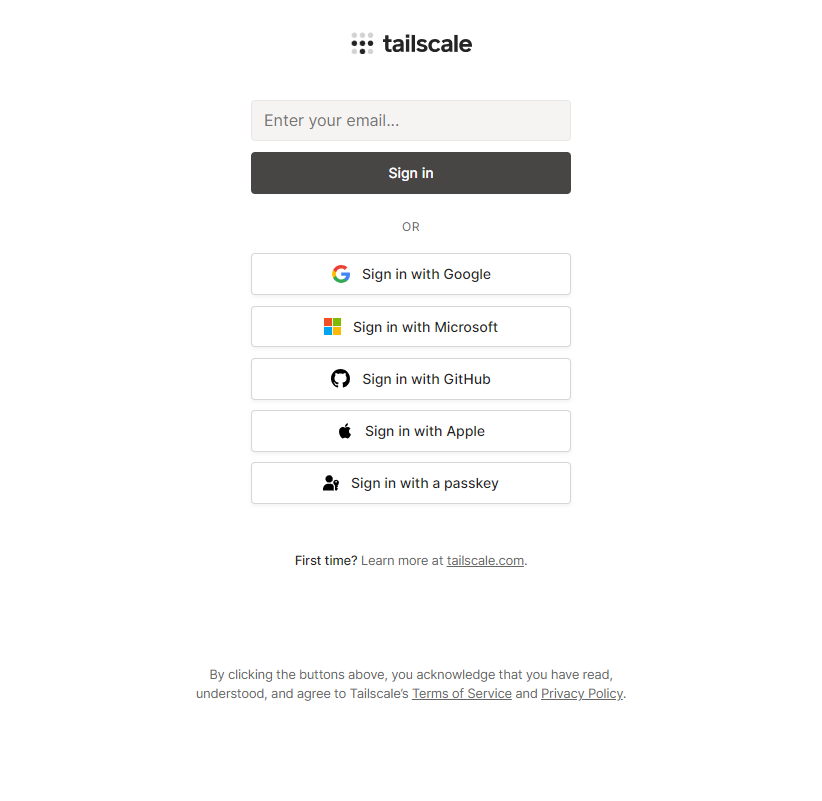 tailscale
Enter your email...
Sign in
OR
Sign in with Google
Sign in with Microsoft
Sign in with GitHub
Sign in with Apple
Sign in with a passkey
First time? Learn more at tailscale.com.
By clicking the buttons above, you acknowledge that you have read,
understood, and agree to Tailscale’s Terms of Service and Privacy Policy.